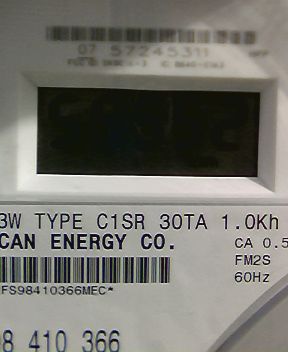 07 57245311
3W TYPE C1SR 30TA 1.0Kh
CAN ENERGY CO.
CA 0.5
FM2S
60Hz
FS98410366MEC*
98 410 366